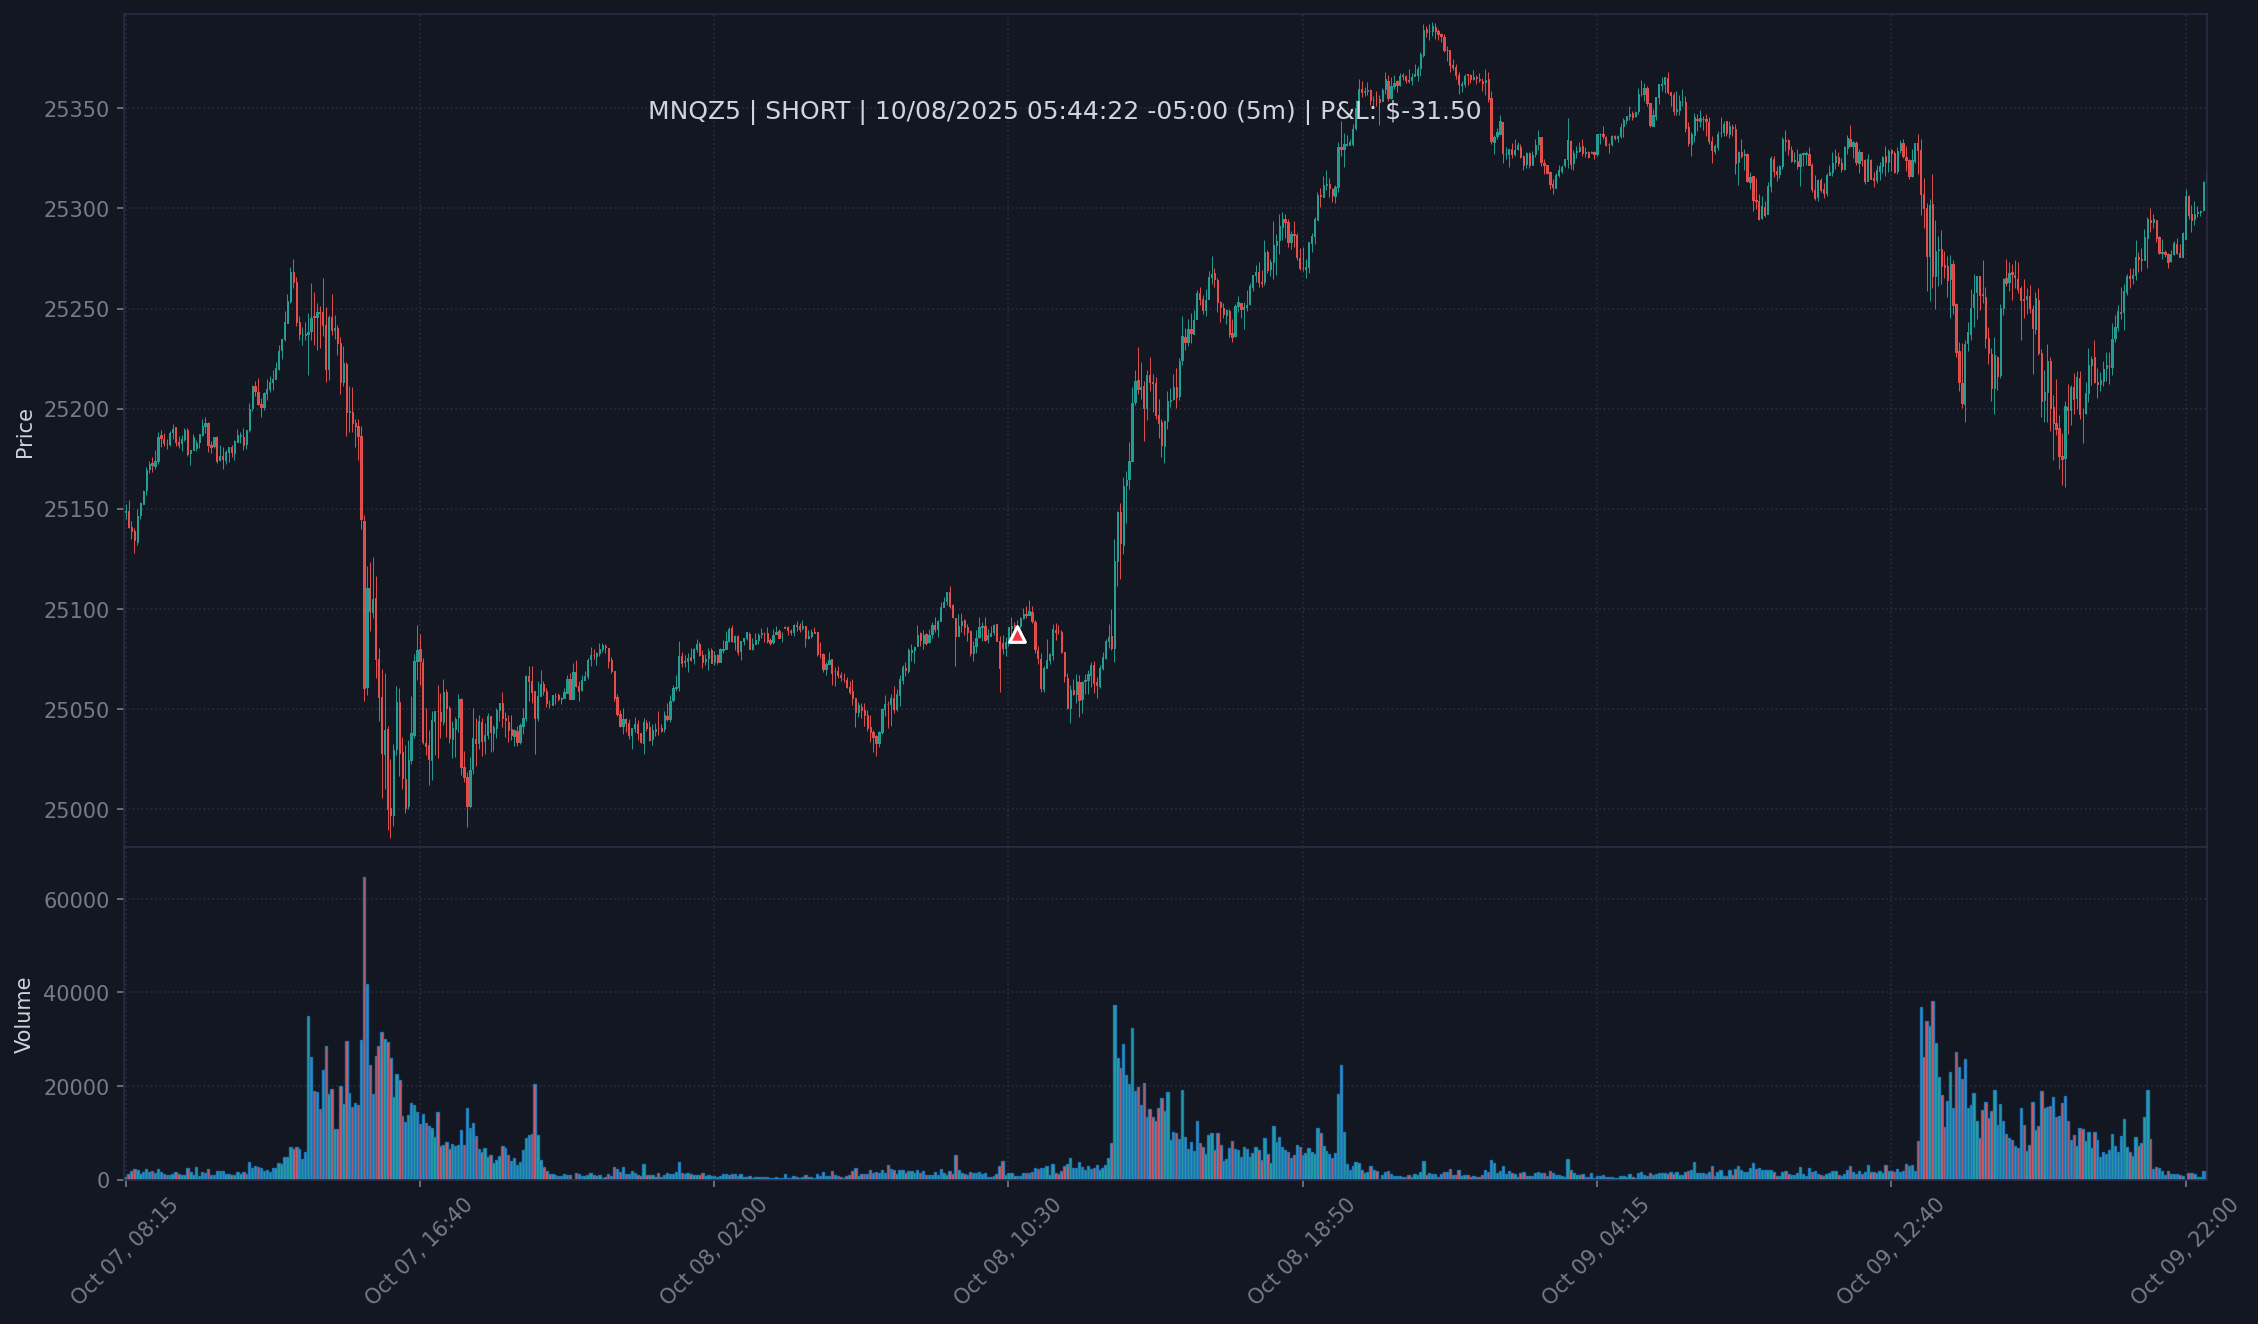 MNQZ5 | SHORT | 10/08/2025 05:44:22 -05:00 (5m) | P&L: $-31.50
Price
25350
25300
25250
25200
25150
25100
25050
25000
Volume
60000
40000
20000
0
Oct 07, 08:15
Oct 07, 16:40
Oct 08, 02:00
Oct 08, 10:30
Oct 08, 18:50
Oct 09, 04:15
Oct 09, 12:40
Oct 09, 22:00